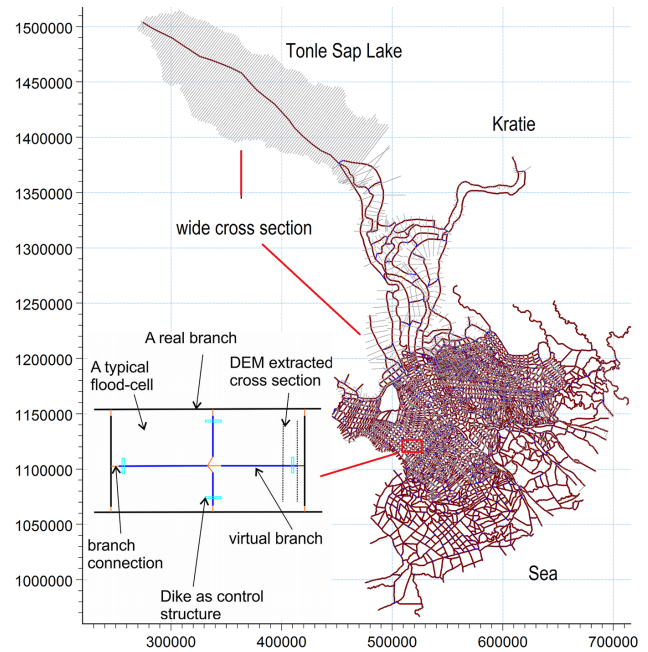 1500000
Tonle Sap Lake
1450000
1400000
Kratie
1350000
wide cross section
1300000
1250000
1200000
A real branch
A typical
flood-cell
DEM extracted
cross section
1150000
1100000
1050000
branch
connection
virtual branch
Dike as control
structure
1000000
Sea
300000 400000 500000 600000 700000